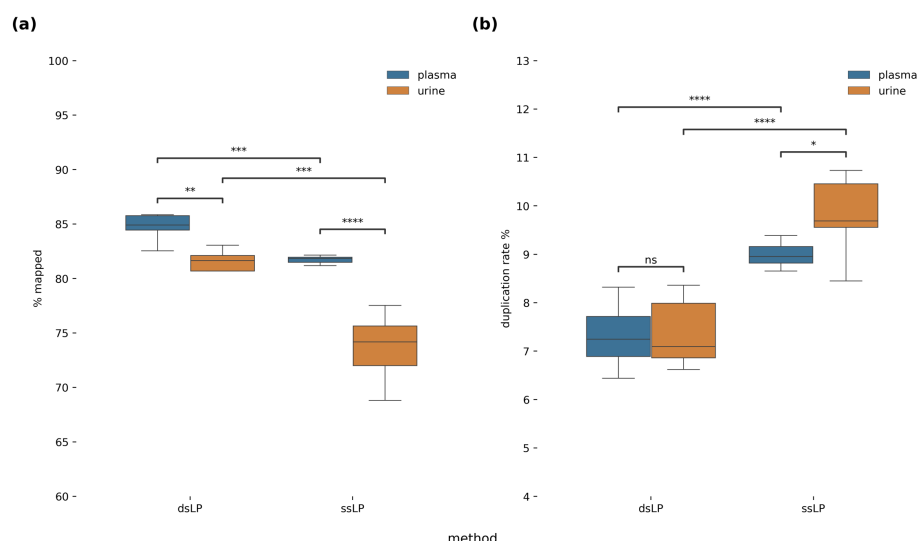 (a)
% mapped
100
95
90
85
80
75
70
65
60
plasma
urine
***
***
**
****
dsLP
ssLP
(b)
duplication rate %
13
12
11
10
9
8
7
6
5
4
plasma
urine
****
****
*
ns
dsLP
ssLP
method